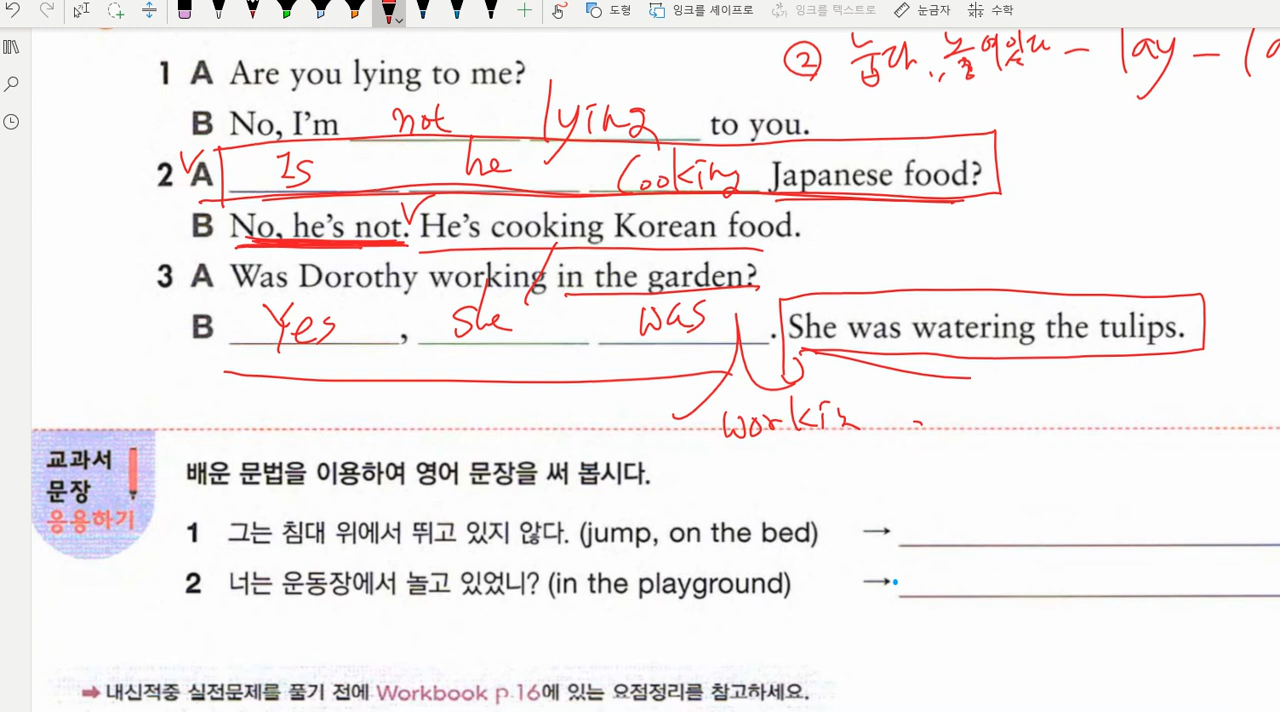 도형 잉크를 셰이프로 잉크를 텍스트로 눈금자 수학
② 눕다, 놓여있다 - lay - la
1 A Are you lying to me?
B No, I'm not lying to you.
2 A Is he cooking Japanese food?
B No, he's not. He's cooking Korean food.
3 A Was Dorothy working in the garden?
B Yes, she was. She was watering the tulips.
workin
교과서
문장
응용하기
배운 문법을 이용하여 영어 문장을 써 봅시다.
1 그는 침대 위에서 뛰고 있지 않다. (jump, on the bed) →
2 너는 운동장에서 놀고 있었니? (in the playground) →
➡ 내신적중 실전문제를 풀기 전에 Workbook p.16에 있는 요점정리를 참고하세요.